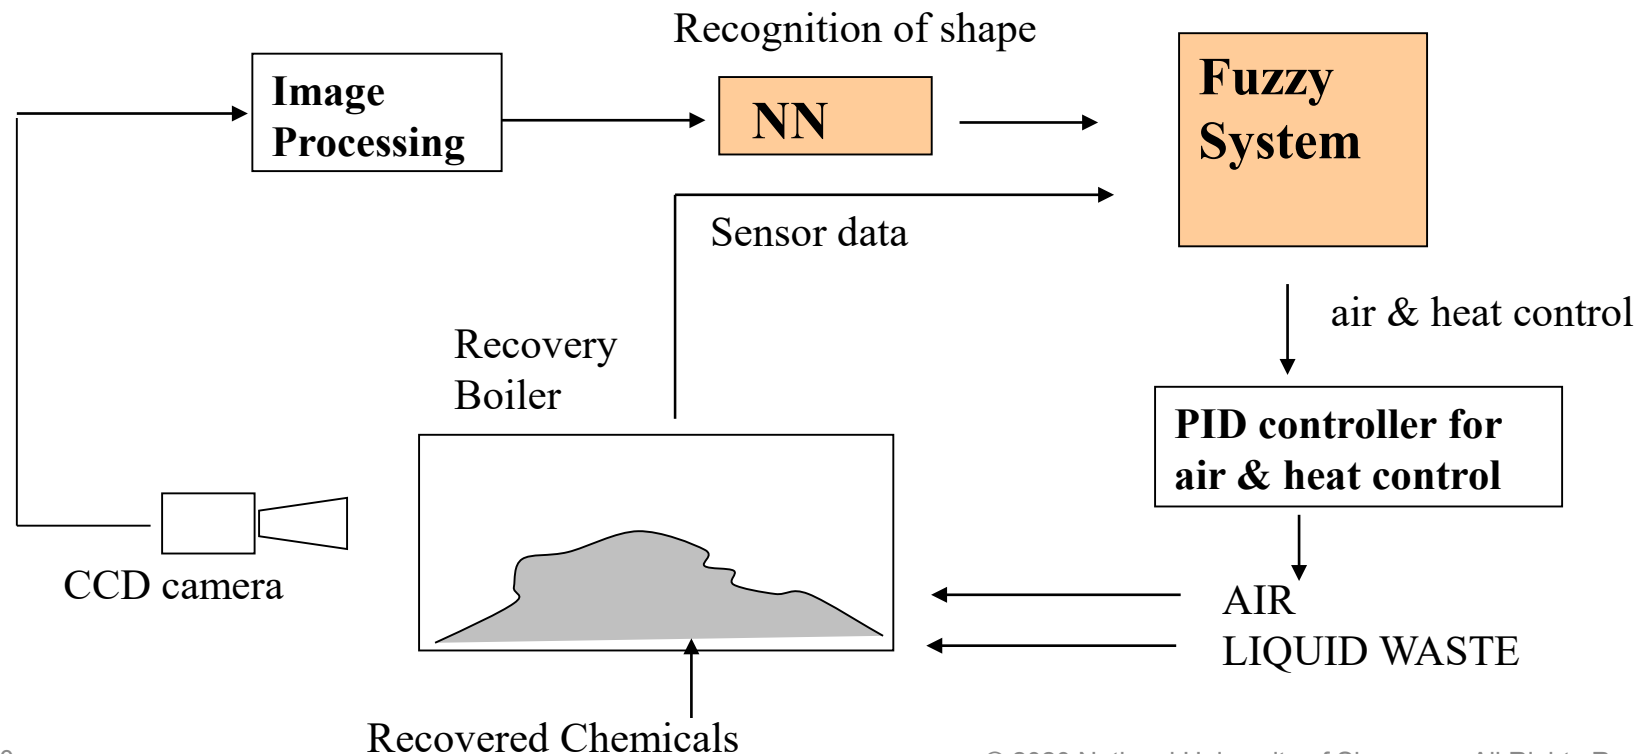 Recognition of shape
Image
Processing
NN
Fuzzy
System
Sensor data
air & heat control
Recovery
Boiler
PID controller for
air & heat control
CCD camera
AIR
LIQUID WASTE
Recovered Chemicals